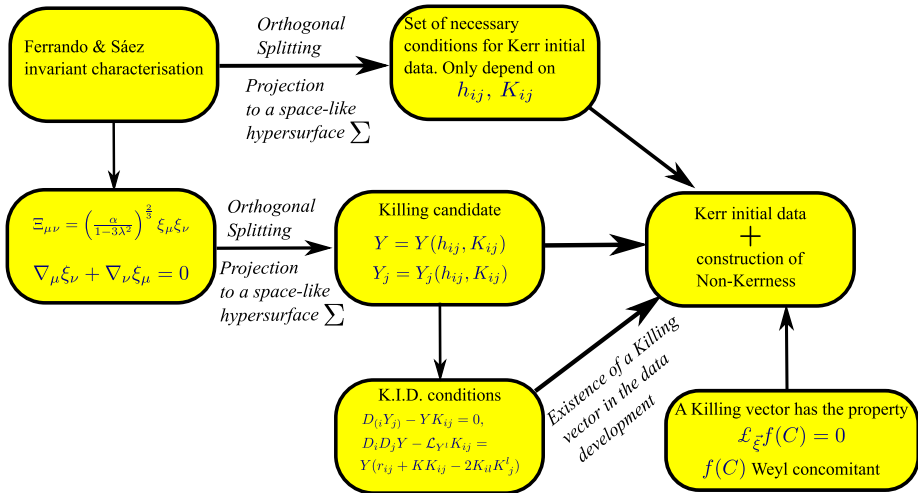 Ferrando & Sáez
invariant characterisation
Orthogonal
Splitting
Projection
to a space-like
hypersurface ∑
Set of necessary
conditions for Kerr initial
data. Only depend on
h_{ij}, K_{ij}
Ξ_{μν} = (α/(1−3λ²))^{2/3} ξ_μ ξ_ν
∇_μ ξ_ν + ∇_ν ξ_μ = 0
Orthogonal
Splitting
Projection
to a space-like
hypersurface ∑
Killing candidate
Y = Y(h_{ij}, K_{ij})
Y_j = Y_j(h_{ij}, K_{ij})
Kerr initial data
+
construction of
Non-Kerrness
K.I.D. conditions
D_{(i}Y_{j)} − Y K_{ij} = 0,
D_i D_j Y − ℒ_{Y^l} K_{ij} =
Y(r_{ij} + K K_{ij} − 2K_{il}K^l_j)
Existence of a Killing
vector in the data
development
A Killing vector has the property
£_{ξ⃗} f(C) = 0
f(C) Weyl concomitant